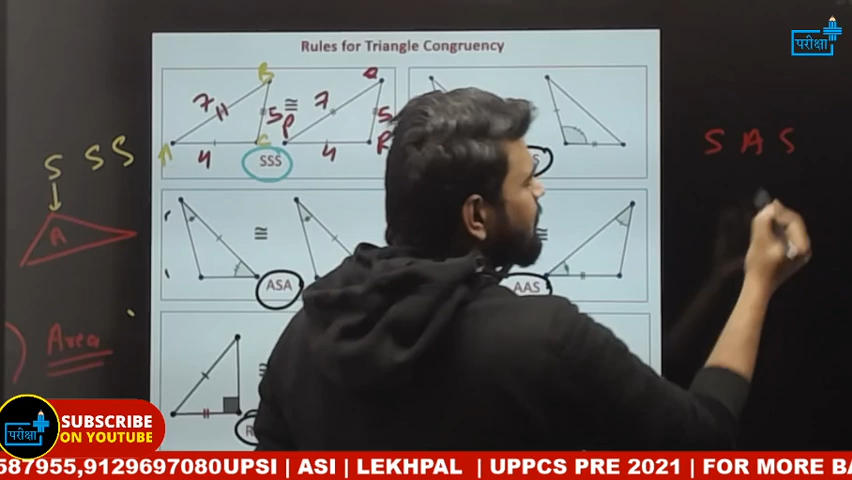 परीक्षा
Rules for Triangle Congruency
B
Q
7
H
5
≅
7
5
P
A
C
R
4
4
SSS
S
S S S
S A S
A
≅
≅
ASA
AAS
Area
R
परीक्षा
SUBSCRIBE
ON YOUTUBE
587955,9129697080UPSI | ASI | LEKHPAL | UPPCS PRE 2021 | FOR MORE BA